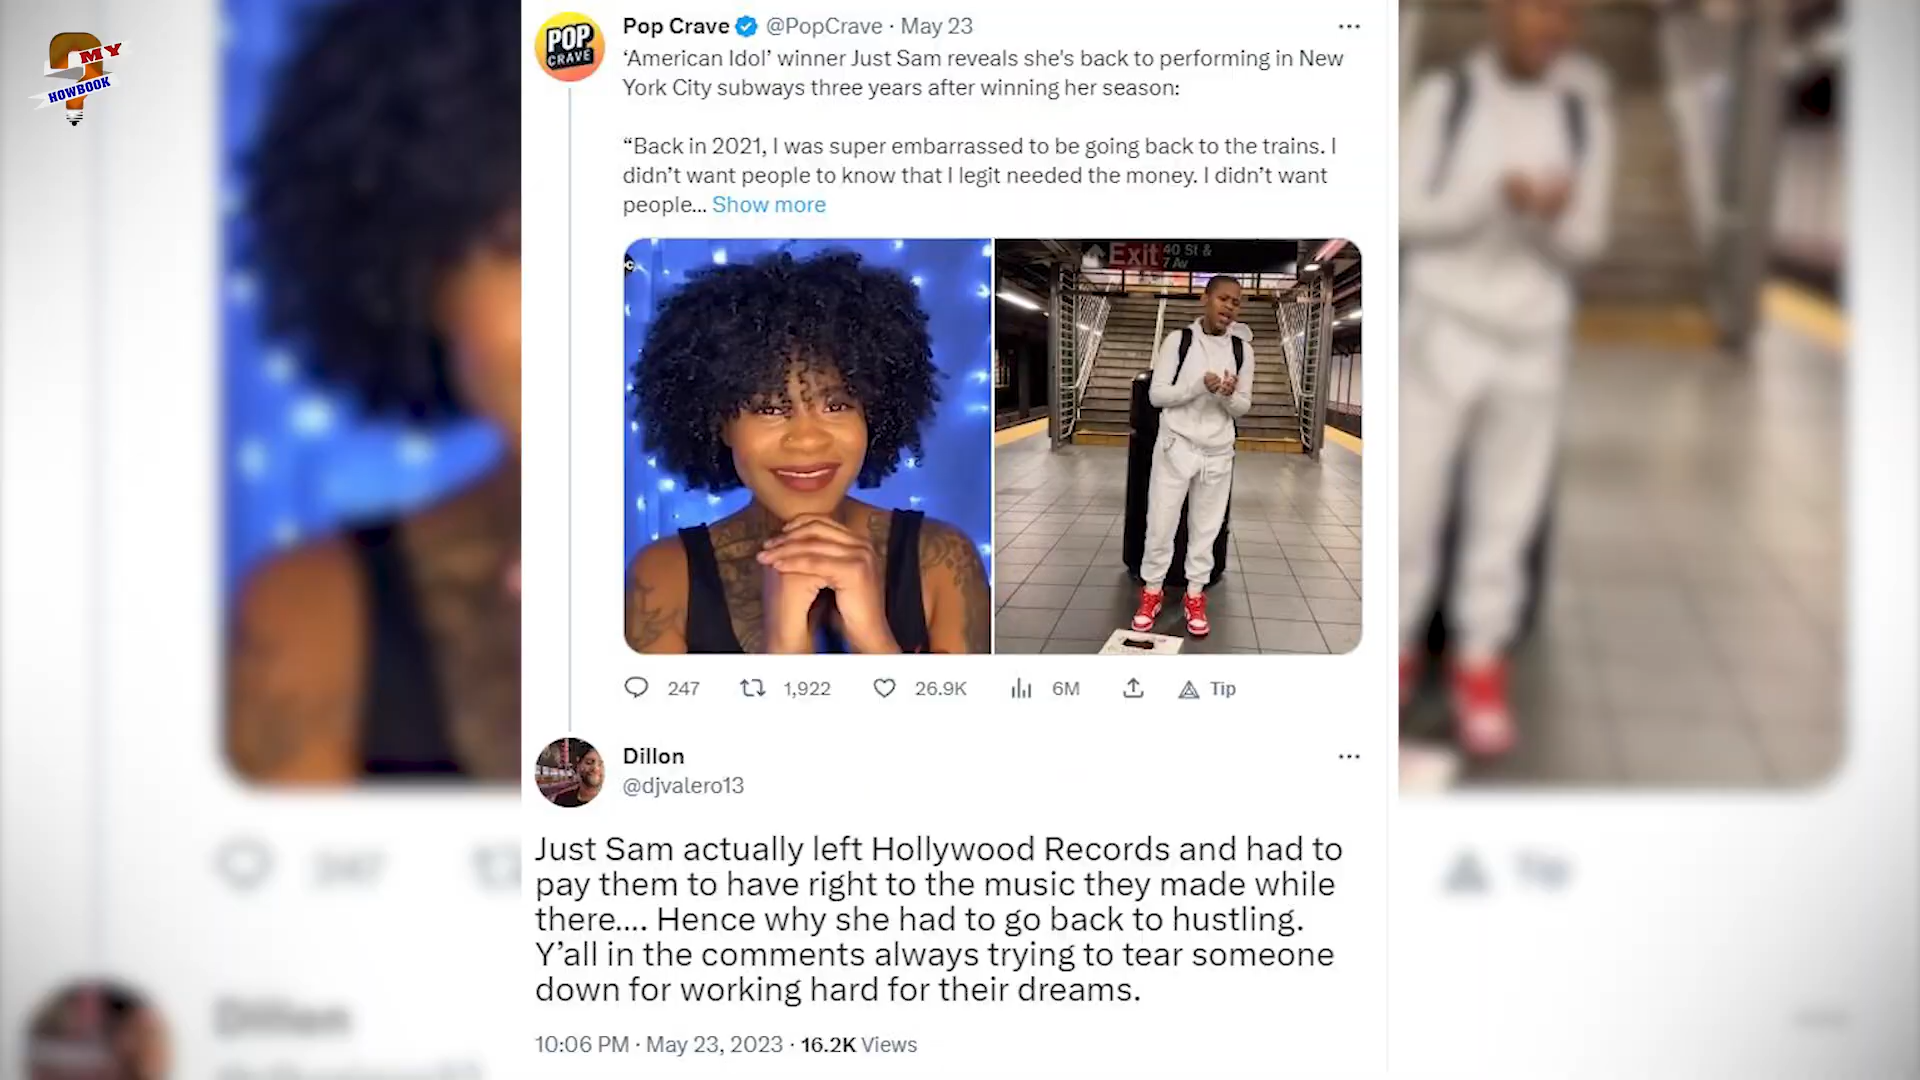 MY
HOWBOOK
POP
CRAVE
Pop Crave @PopCrave · May 23
‘American Idol’ winner Just Sam reveals she's back to performing in New
York City subways three years after winning her season:
“Back in 2021, I was super embarrassed to be going back to the trains. I
didn’t want people to know that I legit needed the money. I didn’t want
people... Show more
Exit 40 St &
7 Av
247 1,922 26.9K 6M Tip
Dillon
@djvalero13
Just Sam actually left Hollywood Records and had to
pay them to have right to the music they made while
there.... Hence why she had to go back to hustling.
Y’all in the comments always trying to tear someone
down for working hard for their dreams.
10:06 PM · May 23, 2023 · 16.2K Views
247
Tip
Dillon